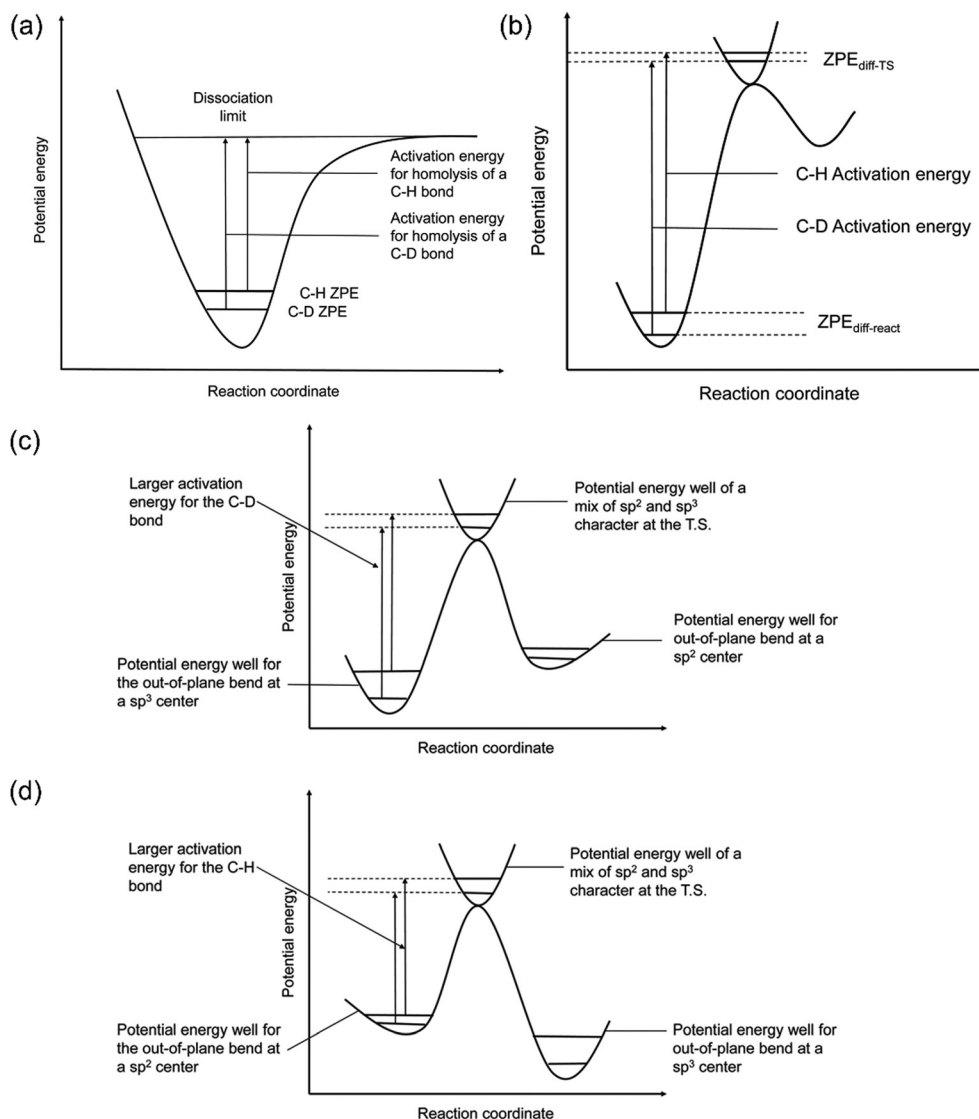 (a)
Potential energy
Dissociation
limit
Activation energy
for homolysis of a
C-H bond
Activation energy
for homolysis of a
C-D bond
C-H ZPE
C-D ZPE
Reaction coordinate
(b)
Potential energy
ZPEdiff-TS
C-H Activation energy
C-D Activation energy
ZPEdiff-react
Reaction coordinate
(c)
Larger activation
energy for the C-D
bond
Potential energy
Potential energy well of a
mix of sp² and sp³
character at the T.S.
Potential energy well for
out-of-plane bend at a
sp² center
Potential energy well for
the out-of-plane bend at
a sp³ center
Reaction coordinate
(d)
Larger activation
energy for the C-H
bond
Potential energy
Potential energy well of a
mix of sp² and sp³
character at the T.S.
Potential energy well for
the out-of-plane bend at
a sp² center
Potential energy well for
out-of-plane bend at a
sp³ center
Reaction coordinate